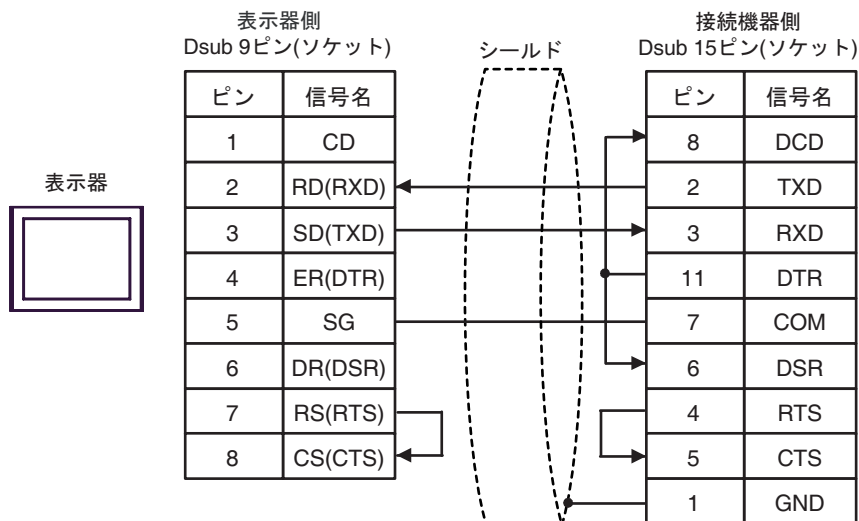 表示器側
Dsub 9ピン(ソケット)
シールド
接続機器側
Dsub 15ピン(ソケット)
表示器
ピン 信号名
1 CD
2 RD(RXD)
3 SD(TXD)
4 ER(DTR)
5 SG
6 DR(DSR)
7 RS(RTS)
8 CS(CTS)
ピン 信号名
8 DCD
2 TXD
3 RXD
11 DTR
7 COM
6 DSR
4 RTS
5 CTS
1 GND